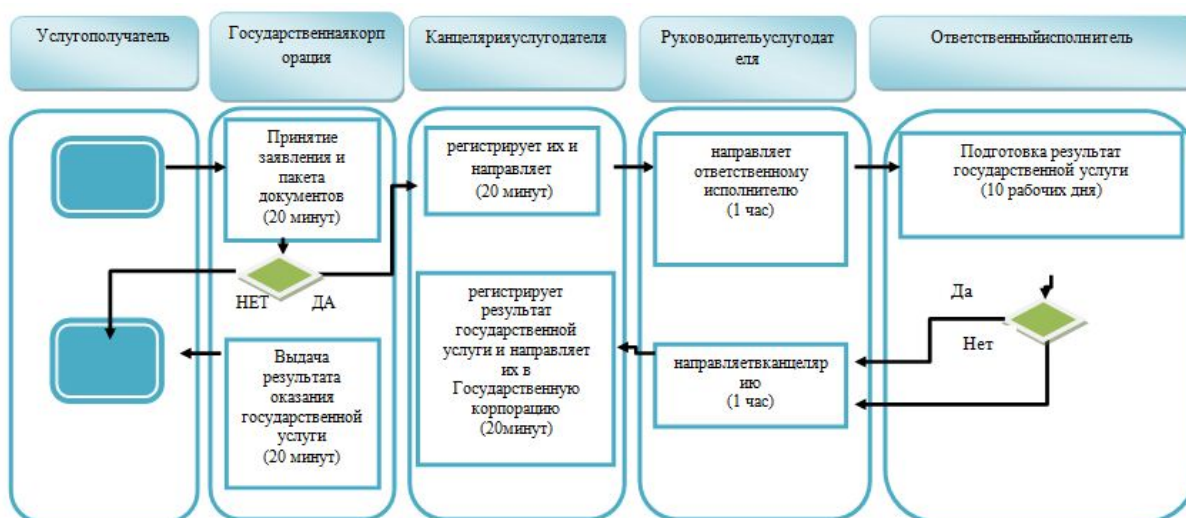 Услугополучатель
Государственнаякорп
орация
Канцелярияуслугодателя
Руководительуслугодат
еля
Ответственныйисполнитель
Принятие
заявления и
пакета
документов
(20 минут)
регистрирует их и
направляет
(20 минут)
направляет
ответственному
исполнителю
(1 час)
Подготовка результат
государственной услуги
(10 рабочих дня)
НЕТ
ДА
Да
Нет
Выдача
результата
оказания
государственной
услуги
(20 минут)
регистрирует
результат
государственной
услуги и направляет
их в
Государственную
корпорацию
(20минут)
направляетвканцеляр
ию
(1 час)